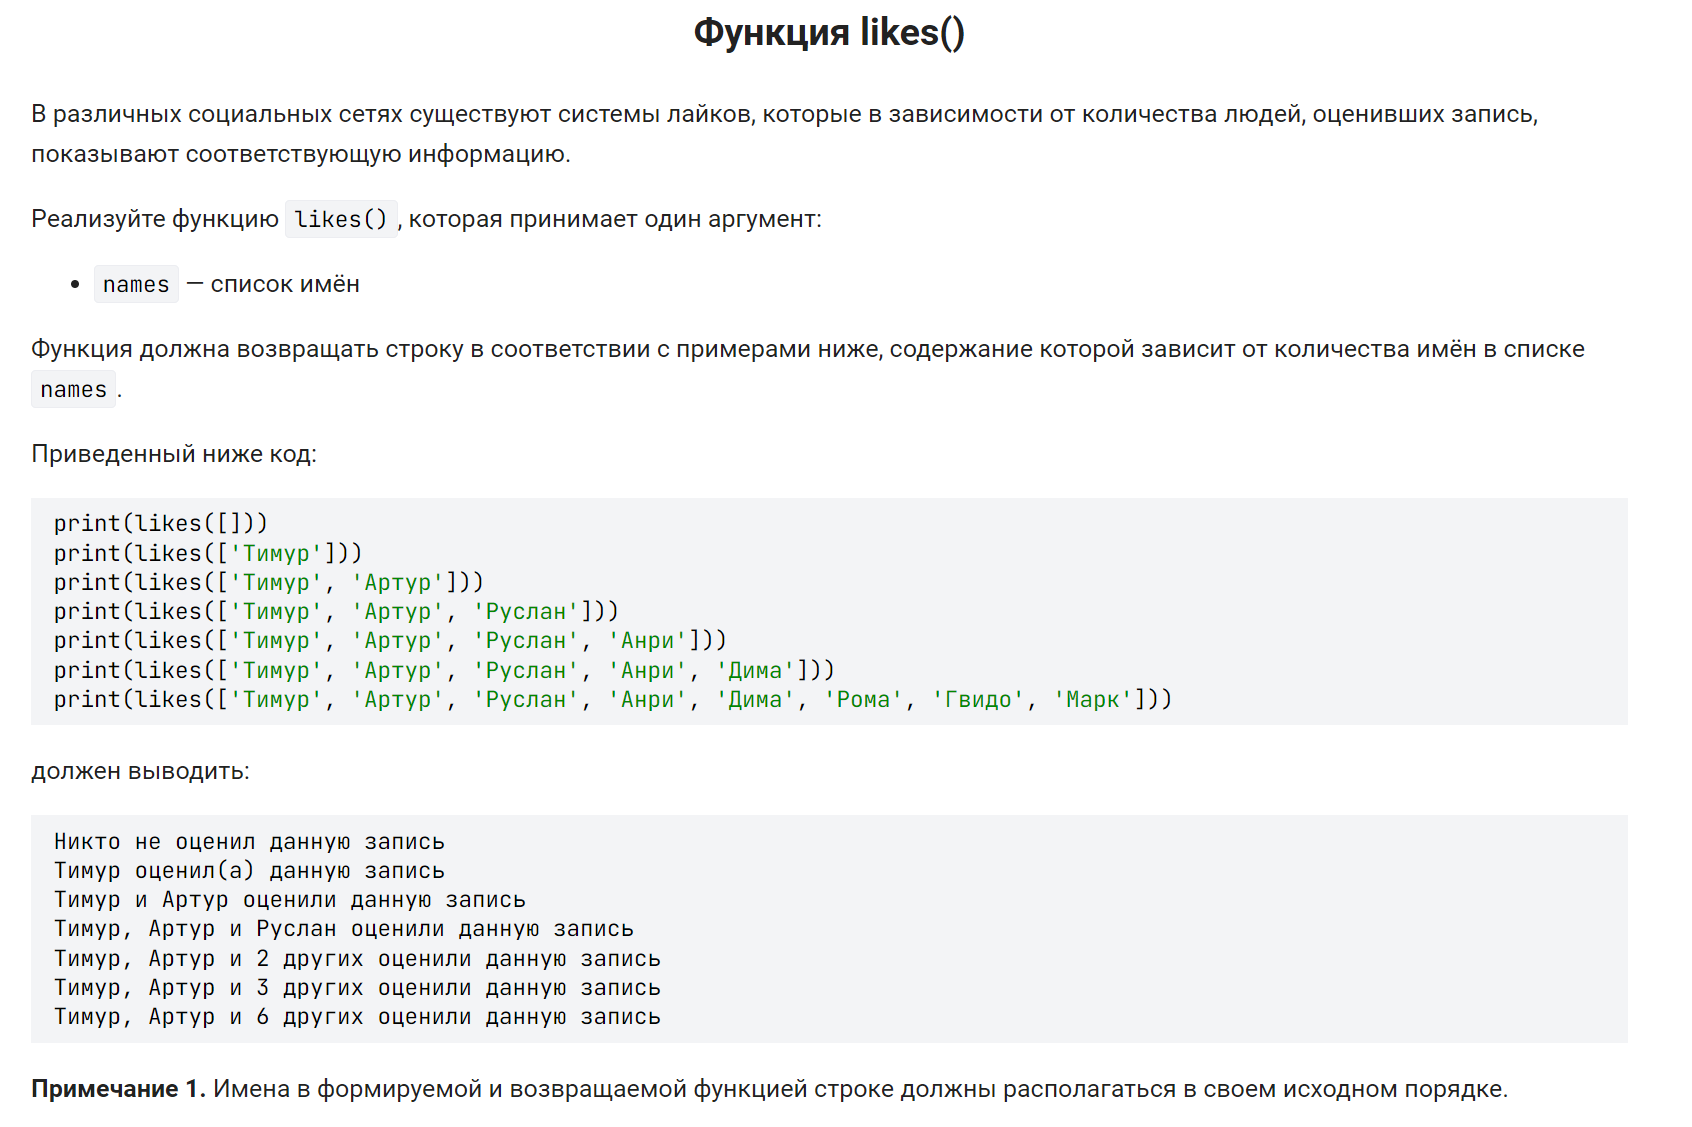 Функция likes()
В различных социальных сетях существуют системы лайков, которые в зависимости от количества людей, оценивших запись,
показывают соответствующую информацию.
Реализуйте функцию likes(), которая принимает один аргумент:
• names — список имён
Функция должна возвращать строку в соответствии с примерами ниже, содержание которой зависит от количества имён в списке
names.
Приведенный ниже код:
print(likes([]))
print(likes(['Тимур']))
print(likes(['Тимур', 'Артур']))
print(likes(['Тимур', 'Артур', 'Руслан']))
print(likes(['Тимур', 'Артур', 'Руслан', 'Анри']))
print(likes(['Тимур', 'Артур', 'Руслан', 'Анри', 'Дима']))
print(likes(['Тимур', 'Артур', 'Руслан', 'Анри', 'Дима', 'Рома', 'Гвидо', 'Марк']))
должен выводить:
Никто не оценил данную запись
Тимур оценил(а) данную запись
Тимур и Артур оценили данную запись
Тимур, Артур и Руслан оценили данную запись
Тимур, Артур и 2 других оценили данную запись
Тимур, Артур и 3 других оценили данную запись
Тимур, Артур и 6 других оценили данную запись
Примечание 1. Имена в формируемой и возвращаемой функцией строке должны располагаться в своем исходном порядке.